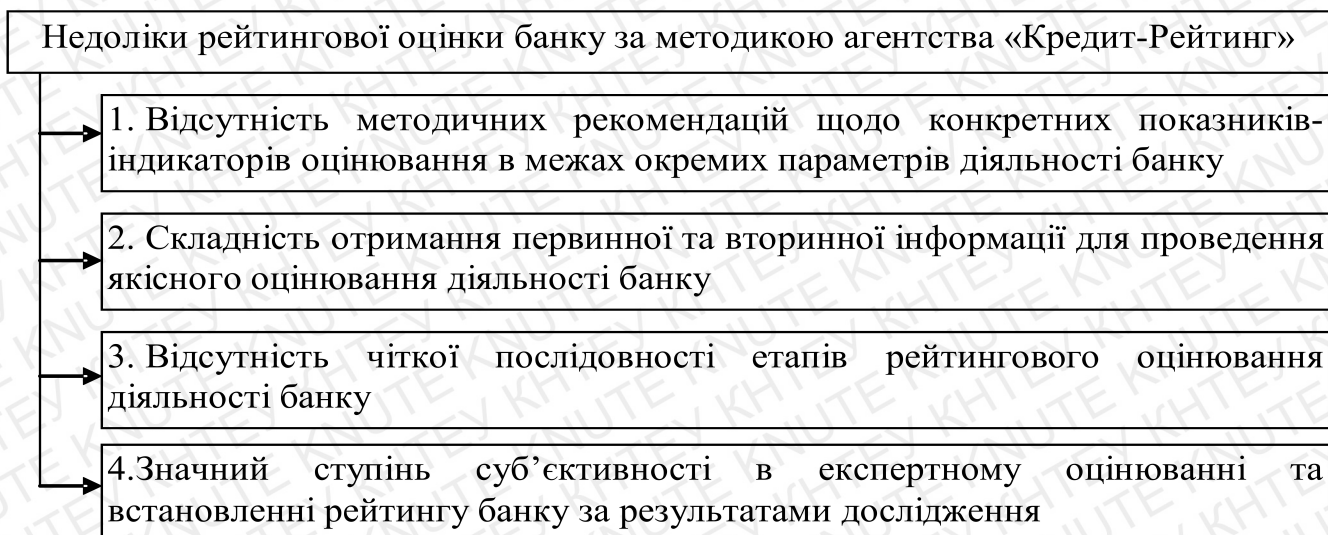 Недоліки рейтингової оцінки банку за методикою агентства «Кредит-Рейтинг»
1. Відсутність методичних рекомендацій щодо конкретних показників-
індикаторів оцінювання в межах окремих параметрів діяльності банку
2. Складність отримання первинної та вторинної інформації для проведення
якісного оцінювання діяльності банку
3. Відсутність чіткої послідовності етапів рейтингового оцінювання
діяльності банку
4.Значний ступінь суб’єктивності в експертному оцінюванні та
встановленні рейтингу банку за результатами дослідження